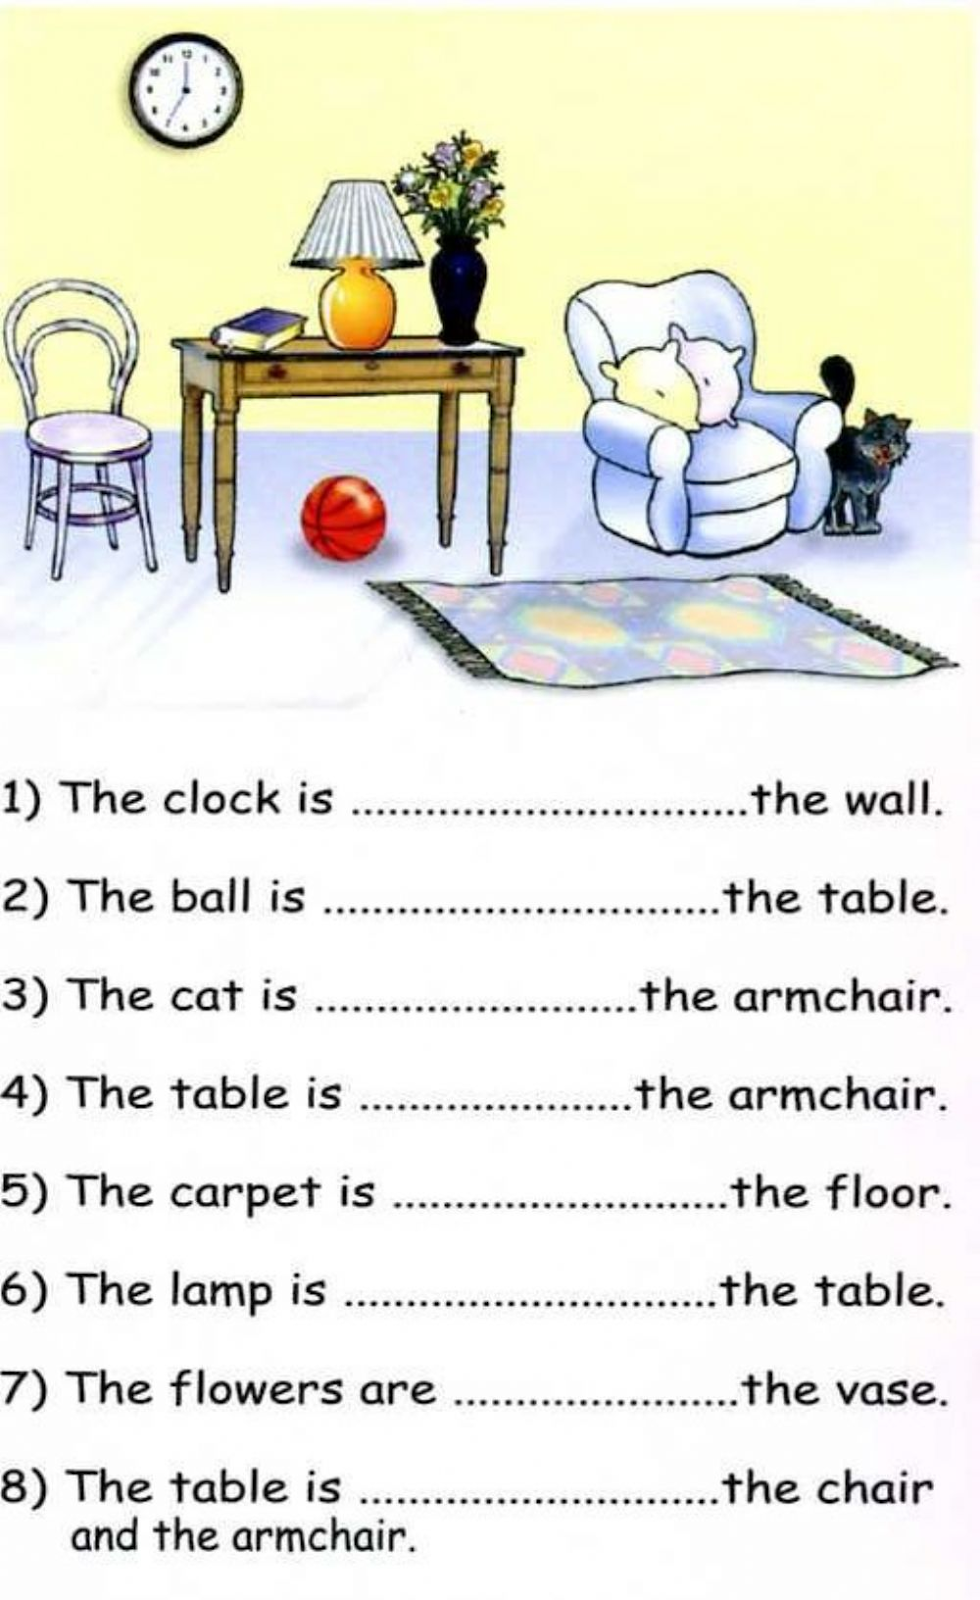 1) The clock is ................................the wall.
2) The ball is ................................the table.
3) The cat is ..........................the armchair.
4) The table is ......................the armchair.
5) The carpet is ...........................the floor.
6) The lamp is ..............................the table.
7) The flowers are .......................the vase.
8) The table is .............................the chair
and the armchair.